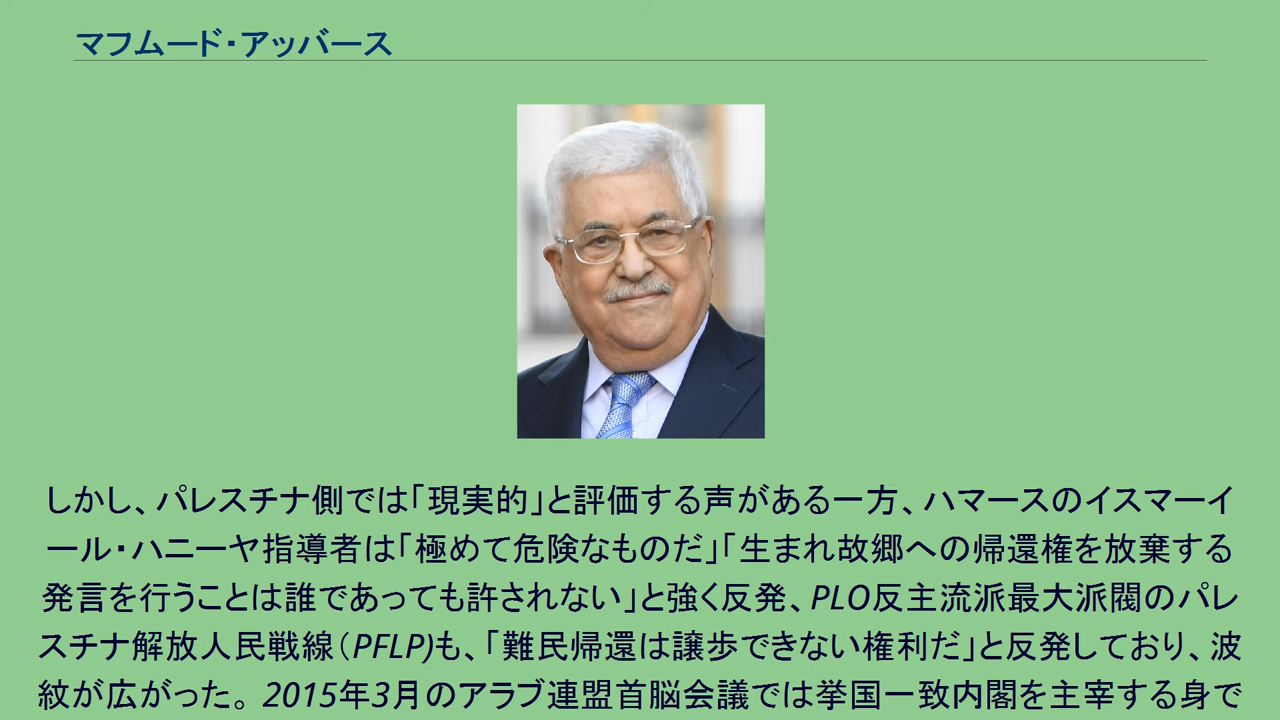 マフムード・アッバース
しかし、パレスチナ側では「現実的」と評価する声がある一方、ハマースのイスマーイ
ール・ハニーヤ指導者は「極めて危険なものだ」「生まれ故郷への帰還権を放棄する
発言を行うことは誰であっても許されない」と強く反発、PLO反主流派最大派閥のパレ
スチナ解放人民戦線（PFLP)も、「難民帰還は譲歩できない権利だ」と反発しており、波
紋が広がった。2015年3月のアラブ連盟首脳会議では挙国一致内閣を主宰する身で